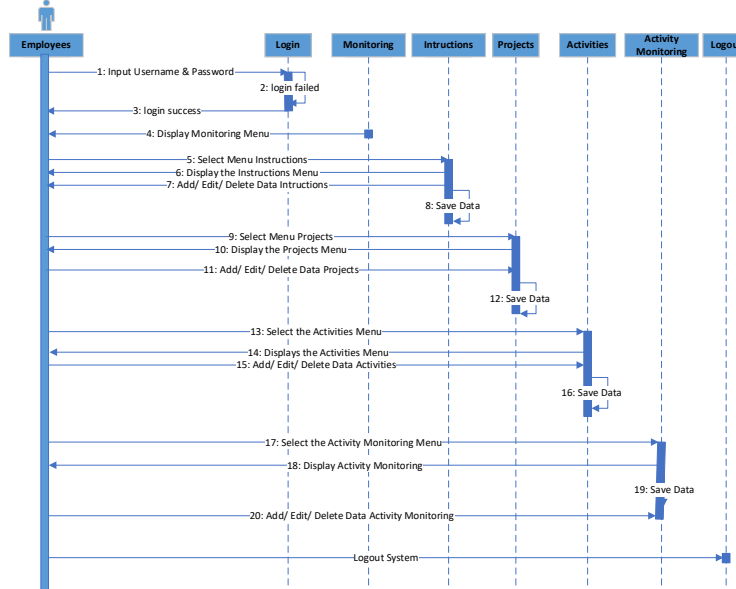 Employees
Login
Monitoring
Intructions
Projects
Activities
Activity
Monitoring
Logout
1: Input Username & Password
2: login failed
3: login success
4: Display Monitoring Menu
5: Select Menu Instructions
6: Display the Instructions Menu
7: Add/ Edit/ Delete Data Intructions
8: Save Data
9: Select Menu Projects
10: Display the Projects Menu
11: Add/ Edit/ Delete Data Projects
12: Save Data
13: Select the Activities Menu
14: Displays the Activities Menu
15: Add/ Edit/ Delete Data Activities
16: Save Data
17: Select the Activity Monitoring Menu
18: Display Activity Monitoring
19: Save Data
20: Add/ Edit/ Delete Data Activity Monitoring
Logout System